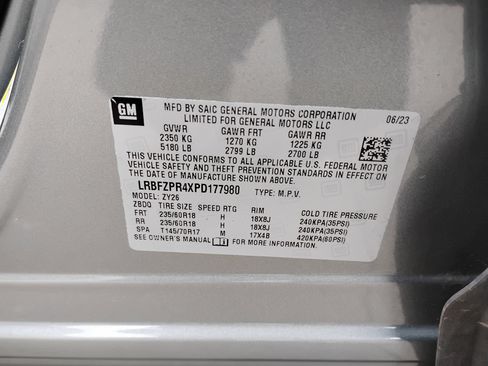 GM
MFD BY SAIC GENERAL MOTORS CORPORATION 06/23
LIMITED FOR GENERAL MOTORS LLC
GVWR GAWR FRT GAWR RR
2350 KG 1270 KG 1225 KG
5180 LB 2799 LB 2700 LB
THIS VEHICLE CONFORMS TO ALL APPLICABLE U.S. FEDERAL MOTOR
VEHICLE SAFETY, BUMPER, AND THEFT PREVENTION STANDARDS IN EFFECT ON
THE DATE OF MANUFACTURE SHOWN ABOVE.
LRBFZPR4XPD177980 TYPE: M.P.V.
MODEL: ZY26
ZBDQ TIRE SIZE SPEED RTG RIM COLD TIRE PRESSURE
FRT 235/60R18 H 18X8J 240KPA(35PSI)
RR 235/60R18 H 18X8J 240KPA(35PSI)
SPA T145/70R17 M 17X4B 420KPA(60PSI)
SEE OWNER'S MANUAL FOR MORE INFORMATION